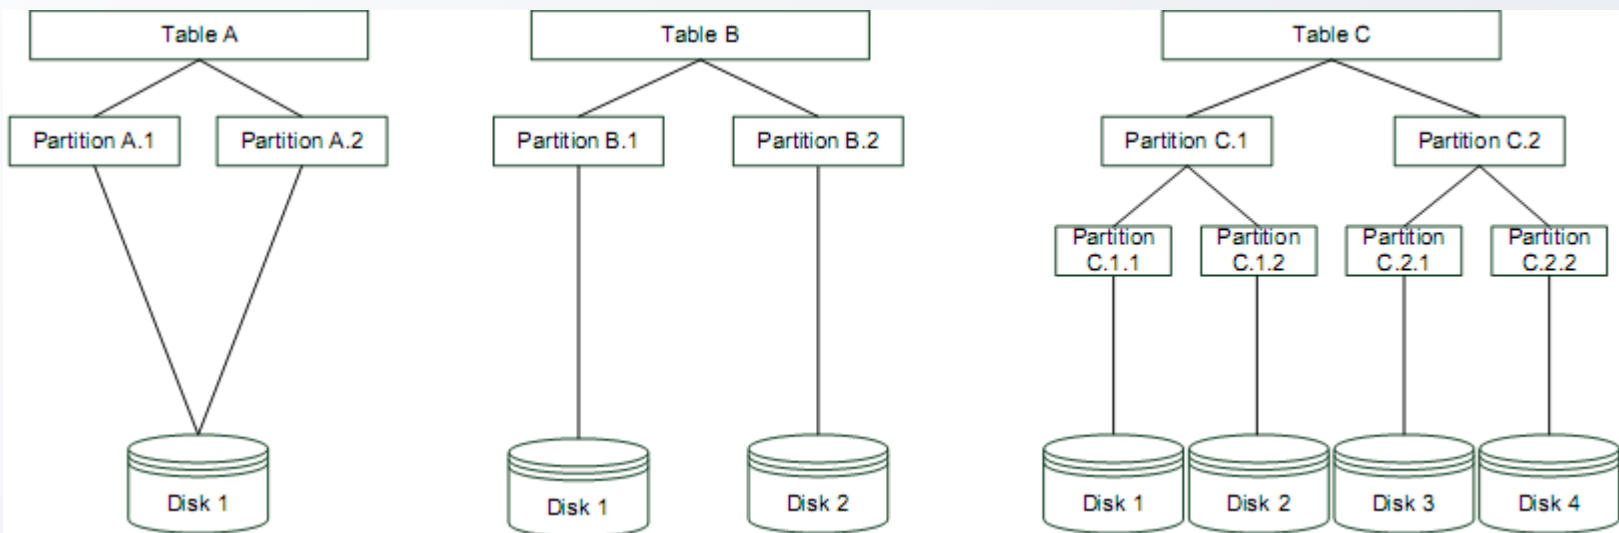 Table A
Table B
Table C
Partition A.1
Partition A.2
Partition B.1
Partition B.2
Partition C.1
Partition C.2
Partition
C.1.1
Partition
C.1.2
Partition
C.2.1
Partition
C.2.2
Disk 1
Disk 1
Disk 2
Disk 1
Disk 2
Disk 3
Disk 4